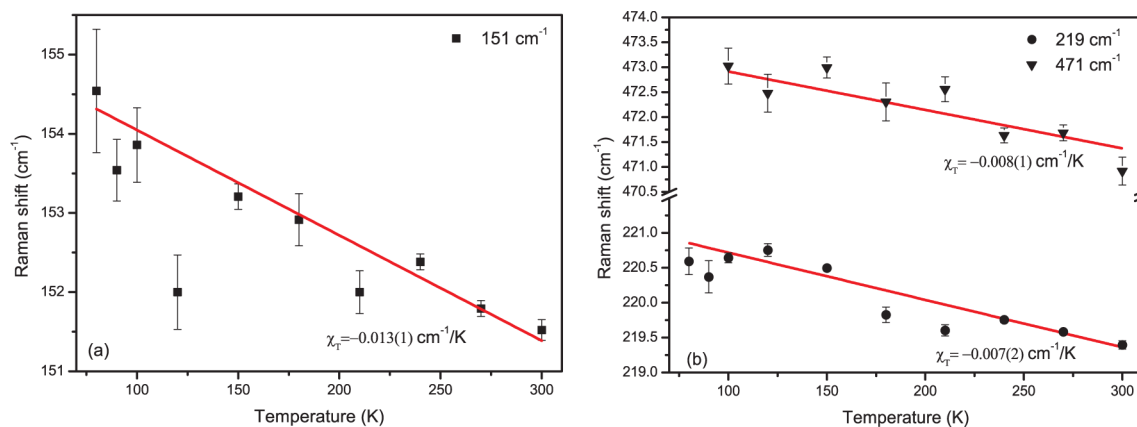 151 cm⁻¹
155
154
153
152
151
Raman shift (cm⁻¹)
χT=−0.013(1) cm⁻¹/K
(a)
100 150 200 250 300
Temperature (K)
219 cm⁻¹
471 cm⁻¹
474.0
473.5
473.0
472.5
472.0
471.5
471.0
470.5
221.0
220.5
220.0
219.5
219.0
Raman shift (cm⁻¹)
χT=−0.008(1) cm⁻¹/K
χT=−0.007(2) cm⁻¹/K
(b)
100 150 200 250 300
Temperature (K)